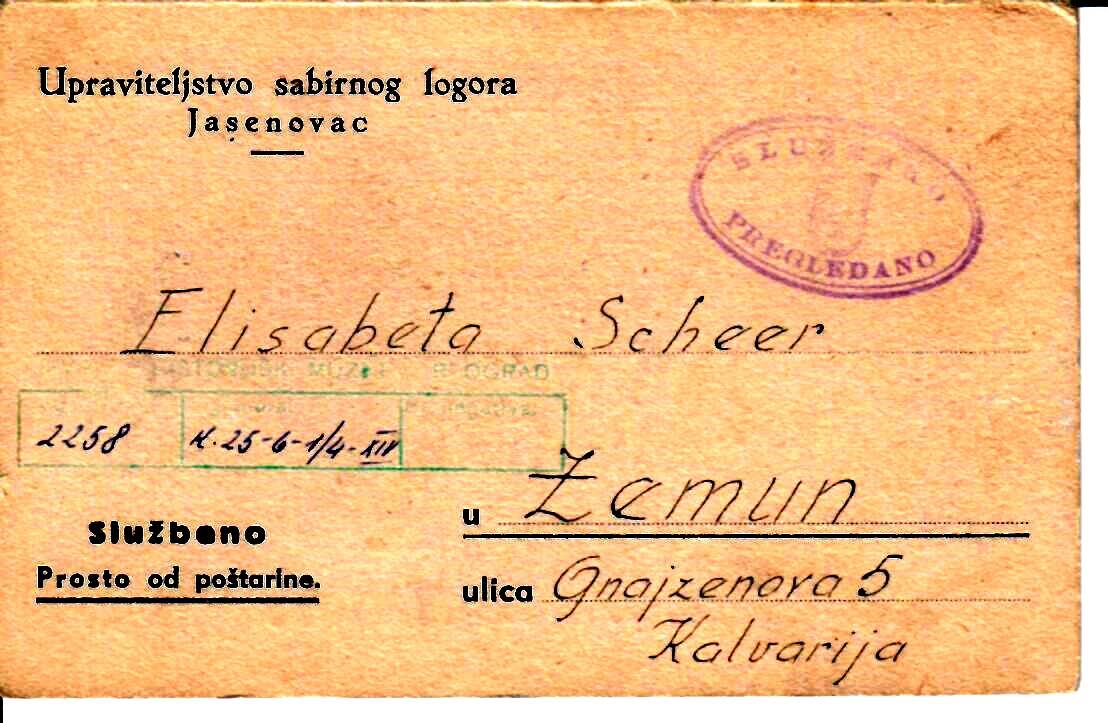 Upraviteljstvo sabirnog logora
Jasenovac
SLUŽBENO
U
PREGLEDANO
Elisabeta Scheer
MUZEJ BEOGRAD
2258 K.25-6-1/4-XIV
u Zemun
Službeno
Prosto od poštarine.
ulica Gnajzenova 5
Kalvarija